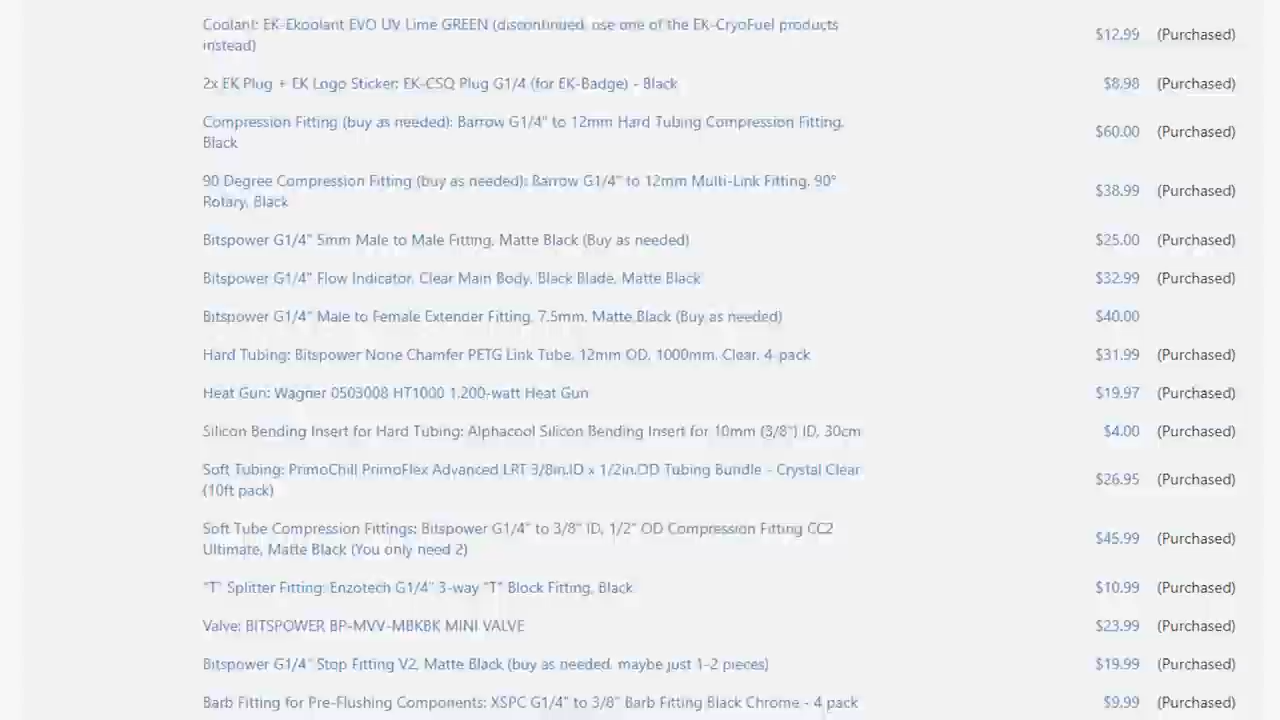 Coolant: EK-Ekoolant EVO UV Lime GREEN (discontinued. use one of the EK-CryoFuel products
instead) $12.99 (Purchased)
2x EK Plug + EK Logo Sticker: EK-CSQ Plug G1/4 (for EK-Badge) - Black $8.98 (Purchased)
Compression Fitting (buy as needed): Barrow G1/4" to 12mm Hard Tubing Compression Fitting,
Black $60.00 (Purchased)
90 Degree Compression Fitting (buy as needed): Barrow G1/4" to 12mm Multi-Link Fitting, 90°
Rotary, Black $38.99 (Purchased)
Bitspower G1/4" 5mm Male to Male Fitting, Matte Black (Buy as needed) $25.00 (Purchased)
Bitspower G1/4" Flow Indicator, Clear Main Body, Black Blade, Matte Black $32.99 (Purchased)
Bitspower G1/4" Male to Female Extender Fitting, 7.5mm, Matte Black (Buy as needed) $40.00
Hard Tubing: Bitspower None Chamfer PETG Link Tube, 12mm OD, 1000mm, Clear, 4-pack $31.99 (Purchased)
Heat Gun: Wagner 0503008 HT1000 1,200-watt Heat Gun $19.97 (Purchased)
Silicon Bending Insert for Hard Tubing: Alphacool Silicon Bending Insert for 10mm (3/8") ID, 30cm $4.00 (Purchased)
Soft Tubing: PrimoChill PrimoFlex Advanced LRT 3/8in.ID x 1/2in.OD Tubing Bundle - Crystal Clear
(10ft pack) $26.95 (Purchased)
Soft Tube Compression Fittings: Bitspower G1/4" to 3/8" ID, 1/2" OD Compression Fitting CC2
Ultimate, Matte Black (You only need 2) $45.99 (Purchased)
"T" Splitter Fitting: Enzotech G1/4" 3-way "T" Block Fitting, Black $10.99 (Purchased)
Valve: BITSPOWER BP-MVV-MBKBK MINI VALVE $23.99 (Purchased)
Bitspower G1/4" Stop Fitting V2, Matte Black (buy as needed, maybe just 1-2 pieces) $19.99 (Purchased)
Barb Fitting for Pre-Flushing Components: XSPC G1/4" to 3/8" Barb Fitting Black Chrome - 4 pack $9.99 (Purchased)